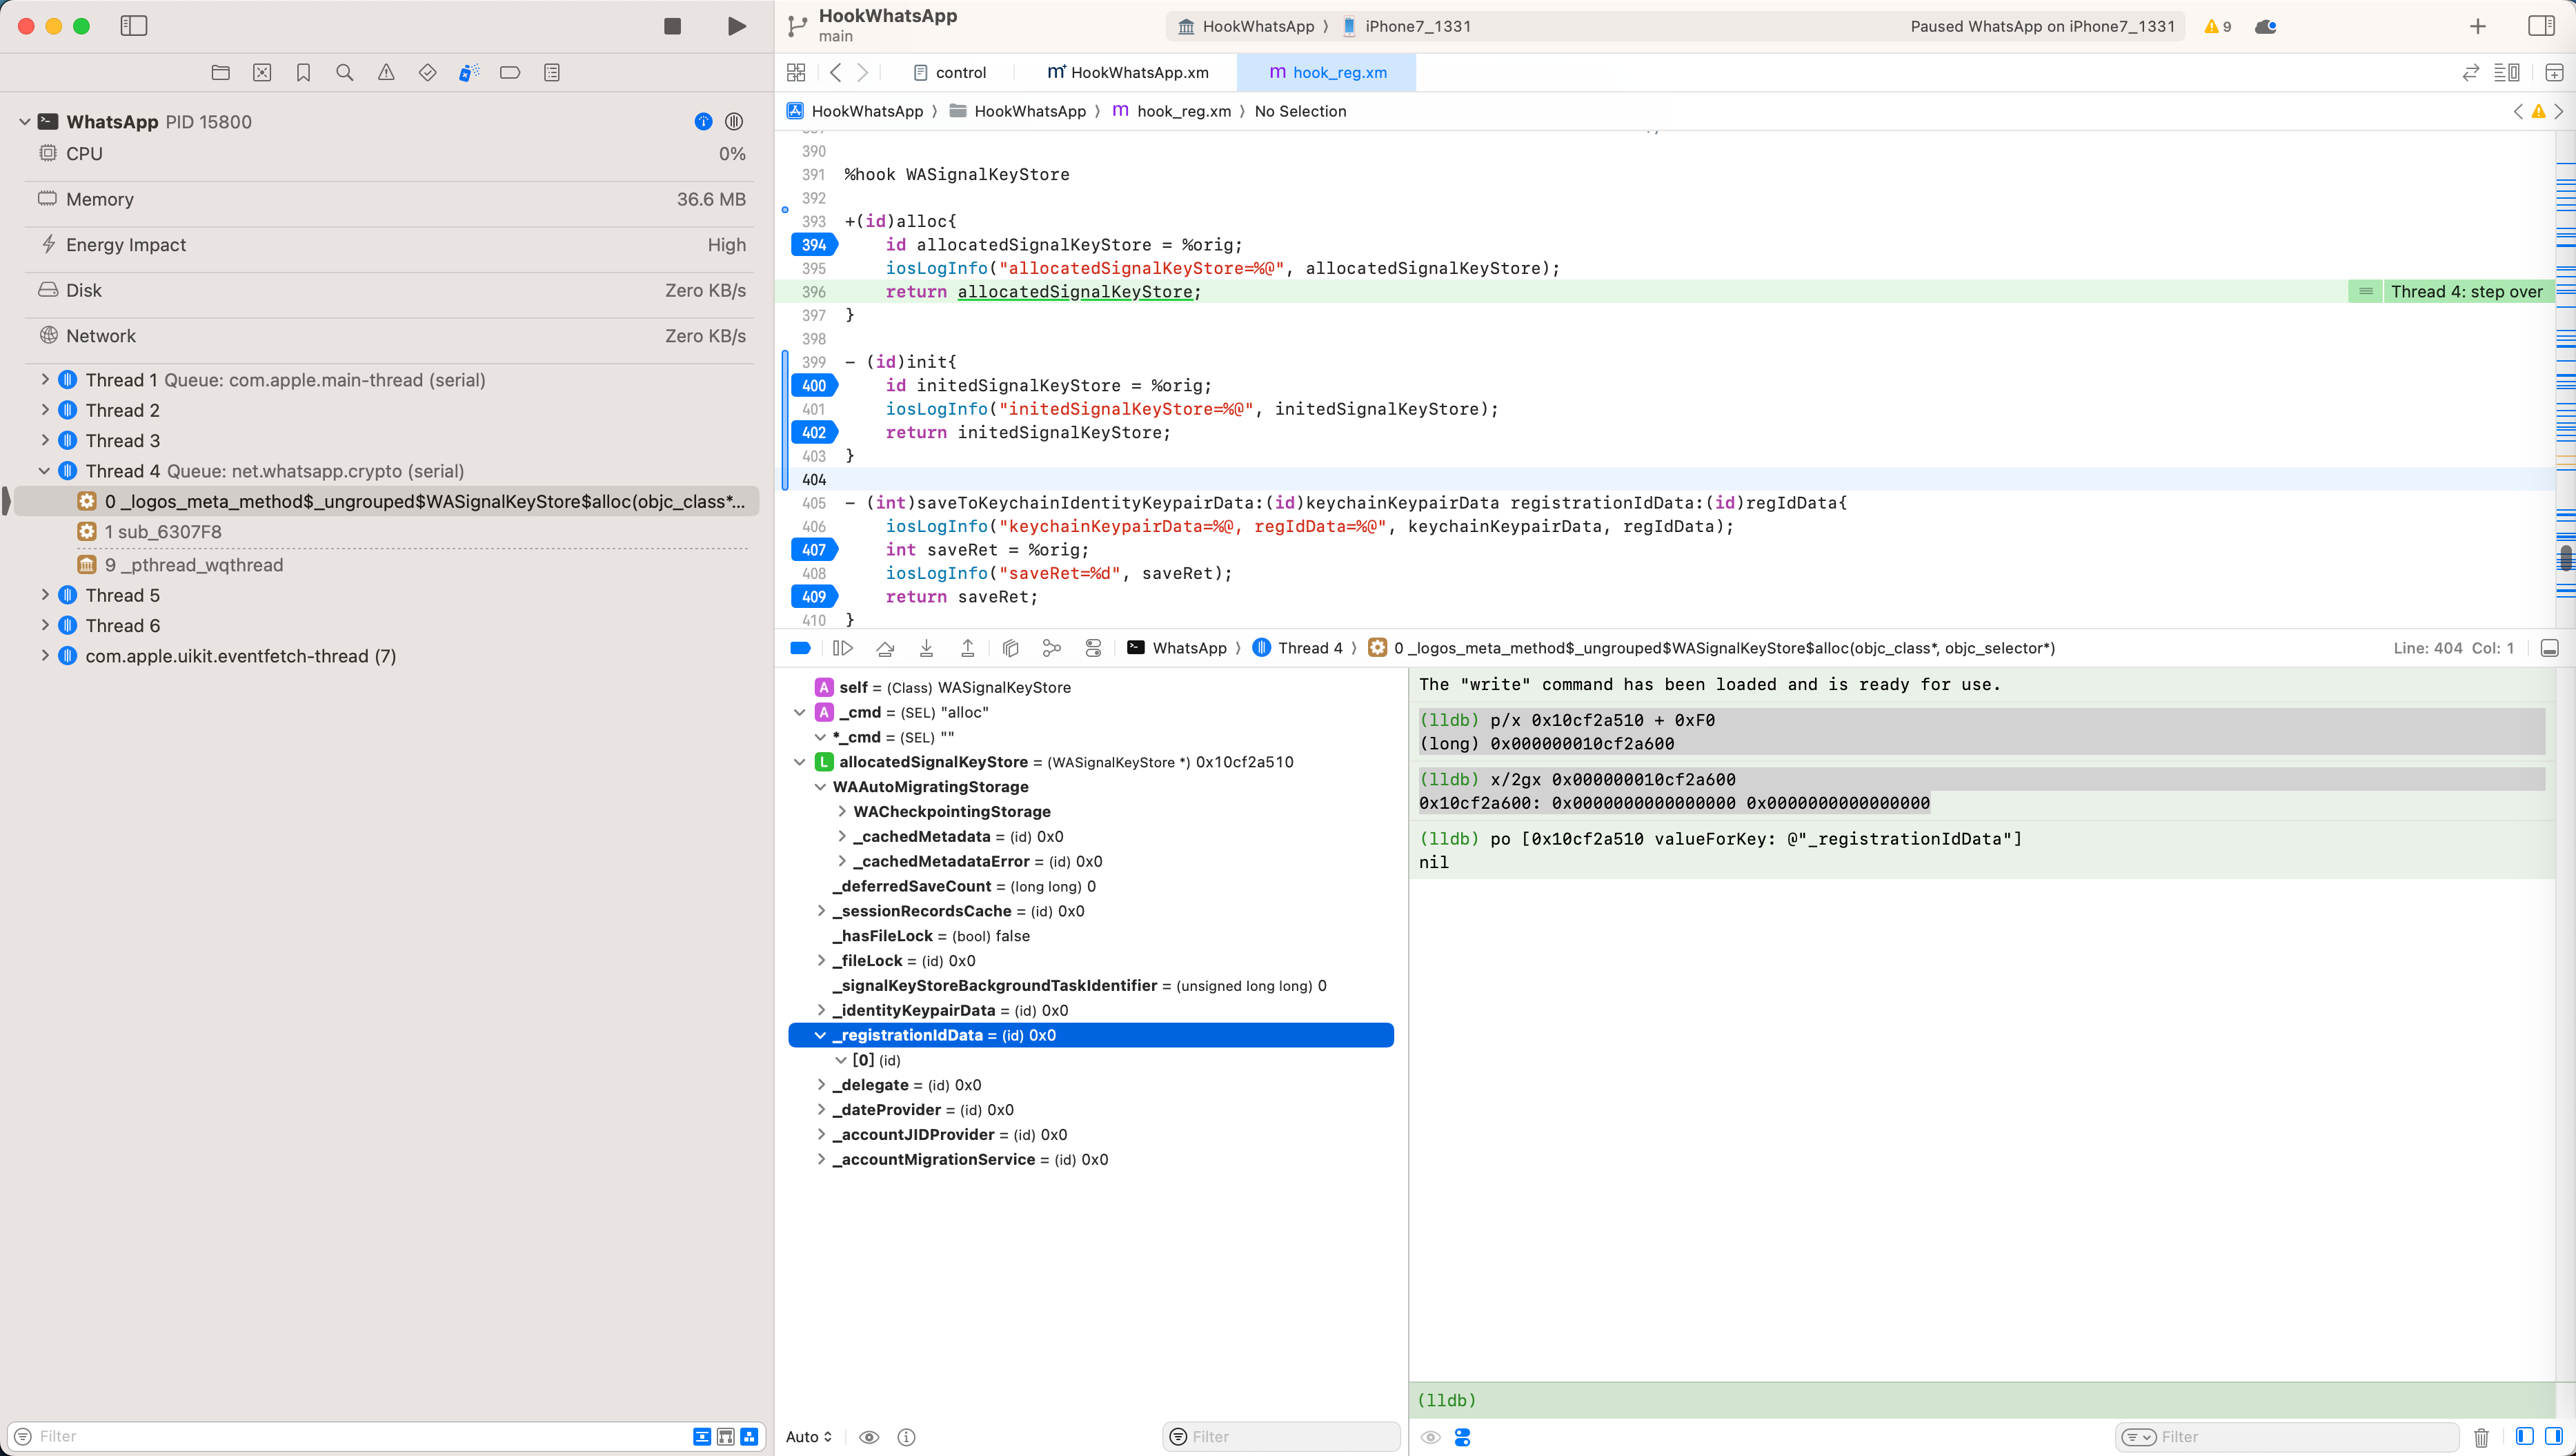 HookWhatsApp
main
HookWhatsApp 〉 iPhone7_1331
Paused WhatsApp on iPhone7_1331
9
control
HookWhatsApp.xm
hook_reg.xm
HookWhatsApp 〉 HookWhatsApp 〉 hook_reg.xm 〉 No Selection
WhatsApp PID 15800
CPU 0%
Memory 36.6 MB
Energy Impact High
Disk Zero KB/s
Network Zero KB/s
Thread 1 Queue: com.apple.main-thread (serial)
Thread 2
Thread 3
Thread 4 Queue: net.whatsapp.crypto (serial)
0 _logos_meta_method$_ungrouped$WASignalKeyStore$alloc(objc_class*...
1 sub_6307F8
9 _pthread_wqthread
Thread 5
Thread 6
com.apple.uikit.eventfetch-thread (7)
Filter
390
391 %hook WASignalKeyStore
392
393 +(id)alloc{
394 id allocatedSignalKeyStore = %orig;
395 iosLogInfo("allocatedSignalKeyStore=%@", allocatedSignalKeyStore);
396 return allocatedSignalKeyStore;
Thread 4: step over
397 }
398
399 - (id)init{
400 id initedSignalKeyStore = %orig;
401 iosLogInfo("initedSignalKeyStore=%@", initedSignalKeyStore);
402 return initedSignalKeyStore;
403 }
404
405 - (int)saveToKeychainIdentityKeypairData:(id)keychainKeypairData registrationIdData:(id)regIdData{
406 iosLogInfo("keychainKeypairData=%@, regIdData=%@", keychainKeypairData, regIdData);
407 int saveRet = %orig;
408 iosLogInfo("saveRet=%d", saveRet);
409 return saveRet;
410 }
WhatsApp 〉 Thread 4 〉 0 _logos_meta_method$_ungrouped$WASignalKeyStore$alloc(objc_class*, objc_selector*)
Line: 404 Col: 1
A self = (Class) WASignalKeyStore
A _cmd = (SEL) "alloc"
*_cmd = (SEL) ""
L allocatedSignalKeyStore = (WASignalKeyStore *) 0x10cf2a510
WAAutoMigratingStorage
WACheckpointingStorage
_cachedMetadata = (id) 0x0
_cachedMetadataError = (id) 0x0
_deferredSaveCount = (long long) 0
_sessionRecordsCache = (id) 0x0
_hasFileLock = (bool) false
_fileLock = (id) 0x0
_signalKeyStoreBackgroundTaskIdentifier = (unsigned long long) 0
_identityKeypairData = (id) 0x0
_registrationIdData = (id) 0x0
[0] (id)
_delegate = (id) 0x0
_dateProvider = (id) 0x0
_accountJIDProvider = (id) 0x0
_accountMigrationService = (id) 0x0
Auto
Filter
The "write" command has been loaded and is ready for use.
(lldb) p/x 0x10cf2a510 + 0xF0
(long) 0x000000010cf2a600
(lldb) x/2gx 0x000000010cf2a600
0x10cf2a600: 0x0000000000000000 0x0000000000000000
(lldb) po [0x10cf2a510 valueForKey: @"_registrationIdData"]
nil
(lldb)
Filter